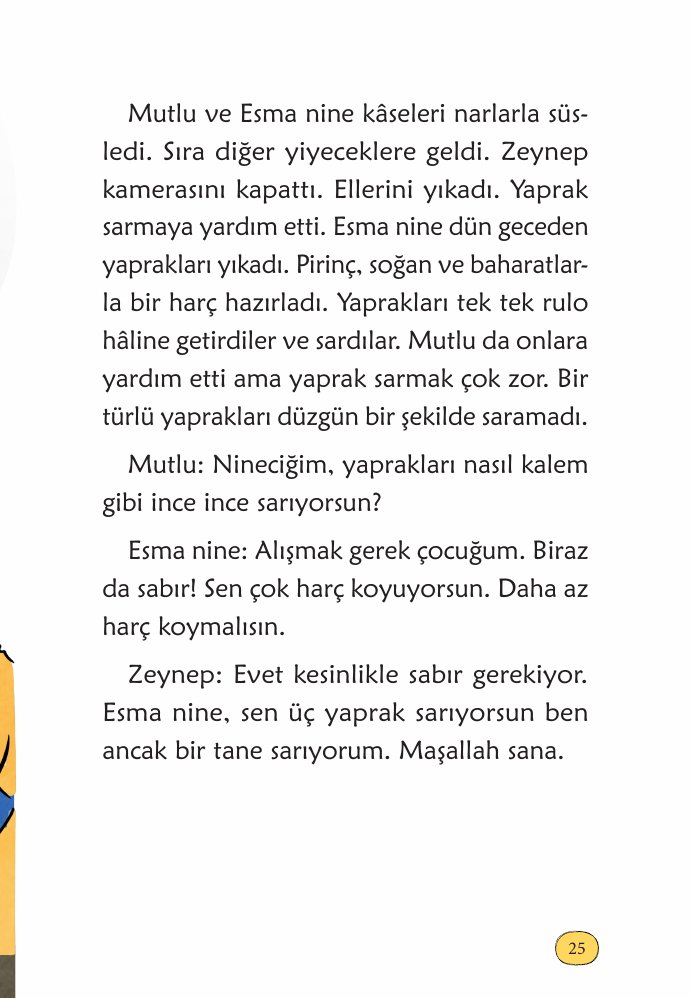 Mutlu ve Esma nine kâseleri narlarla süs-
ledi. Sıra diğer yiyeceklere geldi. Zeynep
kamerasını kapattı. Ellerini yıkadı. Yaprak
sarmaya yardım etti. Esma nine dün geceden
yaprakları yıkadı. Pirinç, soğan ve baharatlar-
la bir harç hazırladı. Yaprakları tek tek rulo
hâline getirdiler ve sardılar. Mutlu da onlara
yardım etti ama yaprak sarmak çok zor. Bir
türlü yaprakları düzgün bir şekilde saramadı.
Mutlu: Nineciğim, yaprakları nasıl kalem
gibi ince ince sarıyorsun?
Esma nine: Alışmak gerek çocuğum. Biraz
da sabır! Sen çok harç koyuyorsun. Daha az
harç koymalısın.
Zeynep: Evet kesinlikle sabır gerekiyor.
Esma nine, sen üç yaprak sarıyorsun ben
ancak bir tane sarıyorum. Maşallah sana.
25